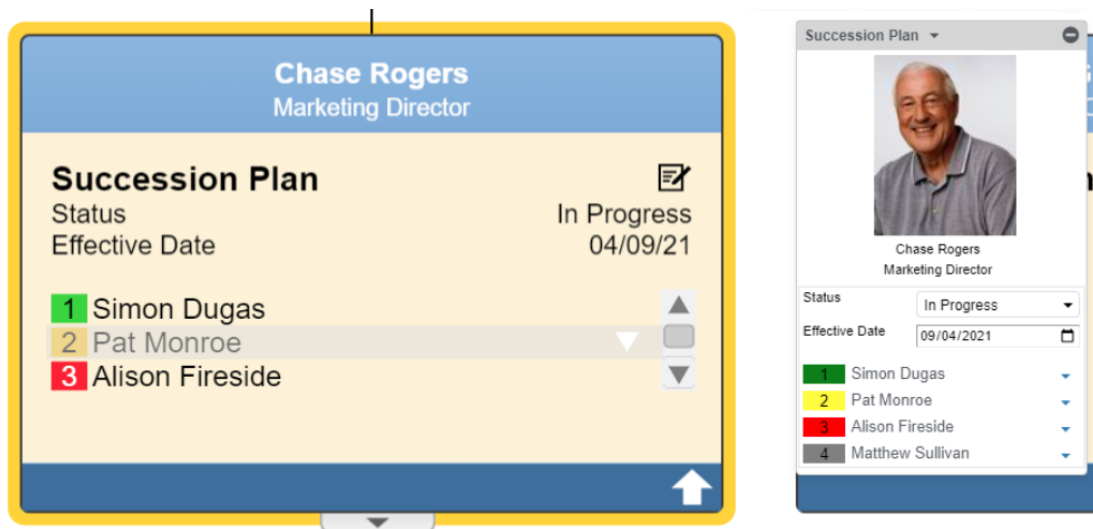 Chase Rogers
Marketing Director
Succession Plan
Status In Progress
Effective Date 04/09/21
1 Simon Dugas
2 Pat Monroe
3 Alison Fireside
Succession Plan
Chase Rogers
Marketing Director
Status In Progress
Effective Date 09/04/2021
1 Simon Dugas
2 Pat Monroe
3 Alison Fireside
4 Matthew Sullivan